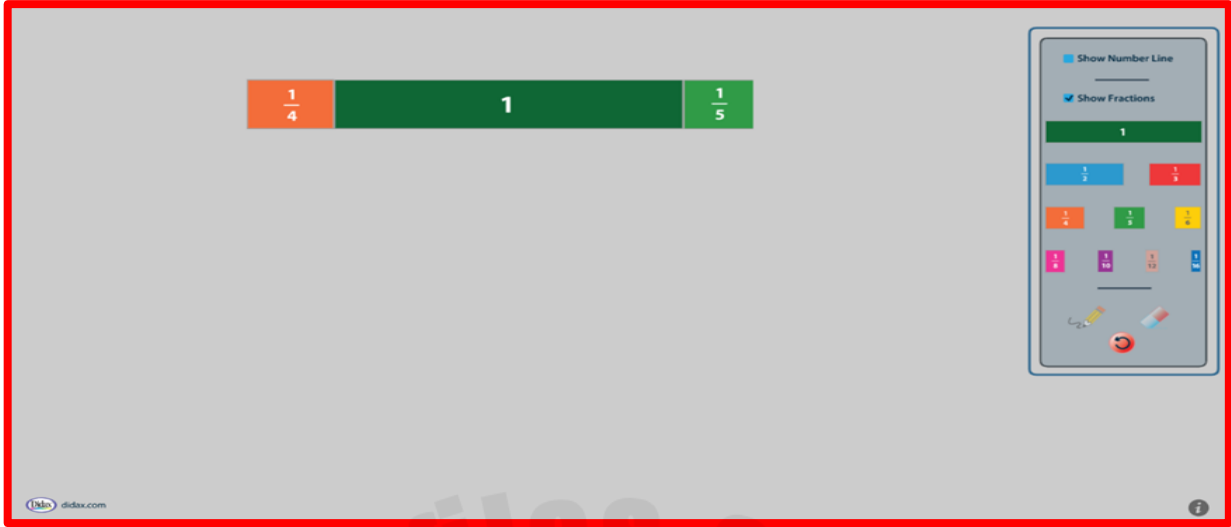 Show Number Line
Show Fractions
1/4 1 1/5
1
1/2 1/3
1/4 1/5 1/6
1/8 1/10 1/12 1/16
Didax didax.com
i